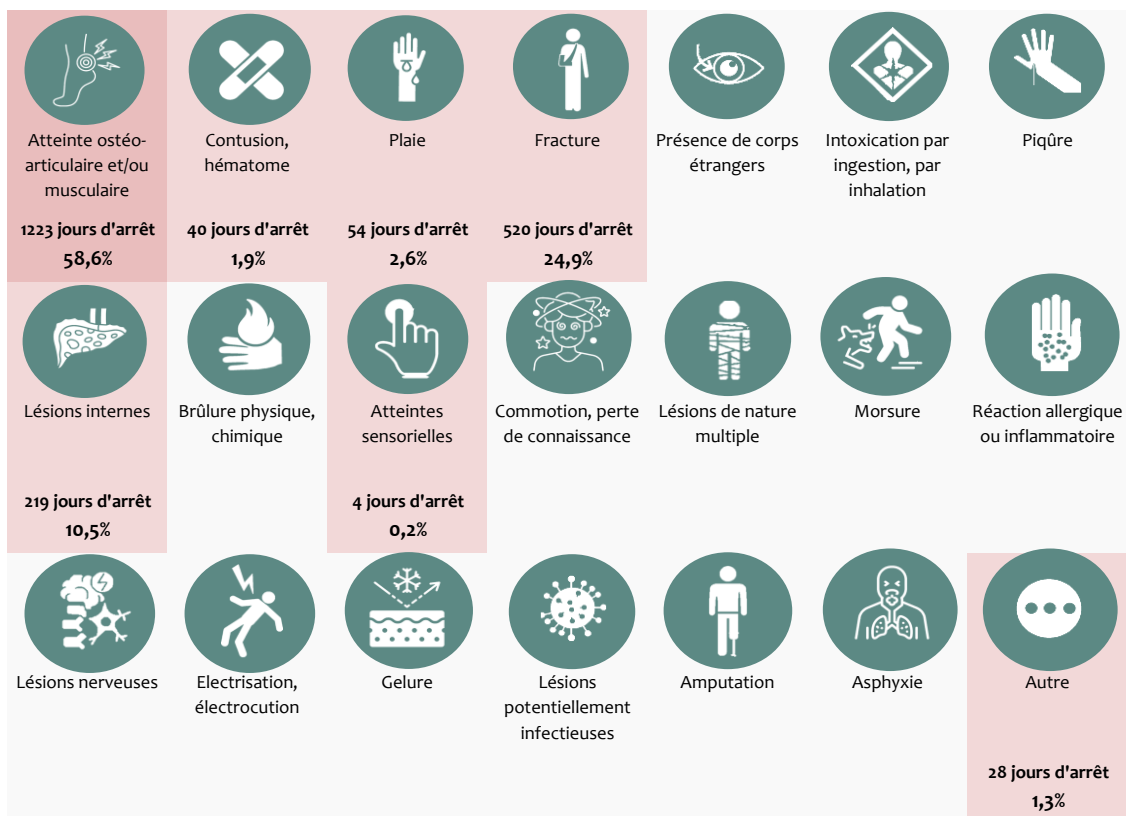 Atteinte ostéo-
articulaire et/ou
musculaire
1223 jours d'arrêt
58,6%
Contusion,
hématome
40 jours d'arrêt
1,9%
Plaie
54 jours d'arrêt
2,6%
Fracture
520 jours d'arrêt
24,9%
Présence de corps
étrangers
Intoxication par
ingestion, par
inhalation
Piqûre
Lésions internes
219 jours d'arrêt
10,5%
Brûlure physique,
chimique
Atteintes
sensorielles
4 jours d'arrêt
0,2%
Commotion, perte
de connaissance
Lésions de nature
multiple
Morsure
Réaction allergique
ou inflammatoire
Lésions nerveuses
Electrisation,
électrocution
Gelure
Lésions
potentiellement
infectieuses
Amputation
Asphyxie
Autre
28 jours d'arrêt
1,3%